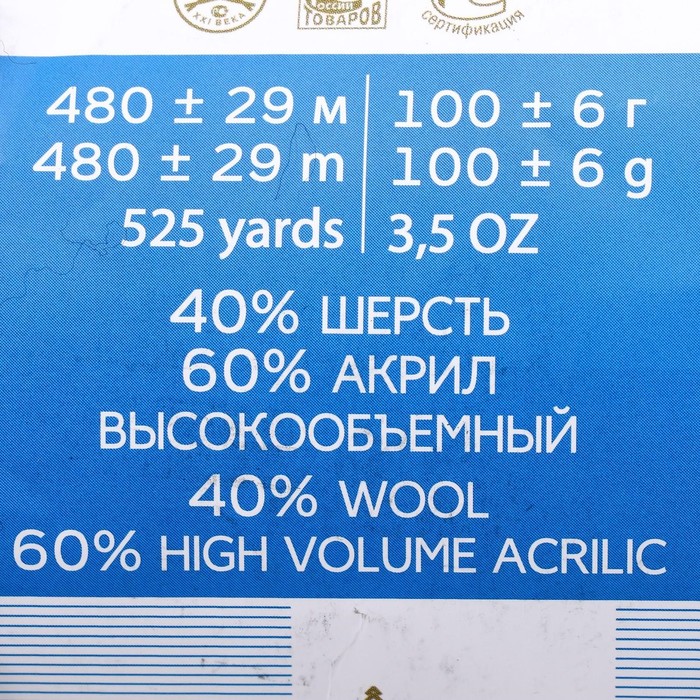 XXI ВЕКА
РОССИИ
ТОВАРОВ
сертификация
480 ± 29 м | 100 ± 6 г
480 ± 29 m | 100 ± 6 g
525 yards | 3,5 OZ
40% ШЕРСТЬ
60% АКРИЛ
ВЫСОКООБЪЕМНЫЙ
40% WOOL
60% HIGH VOLUME ACRILIC